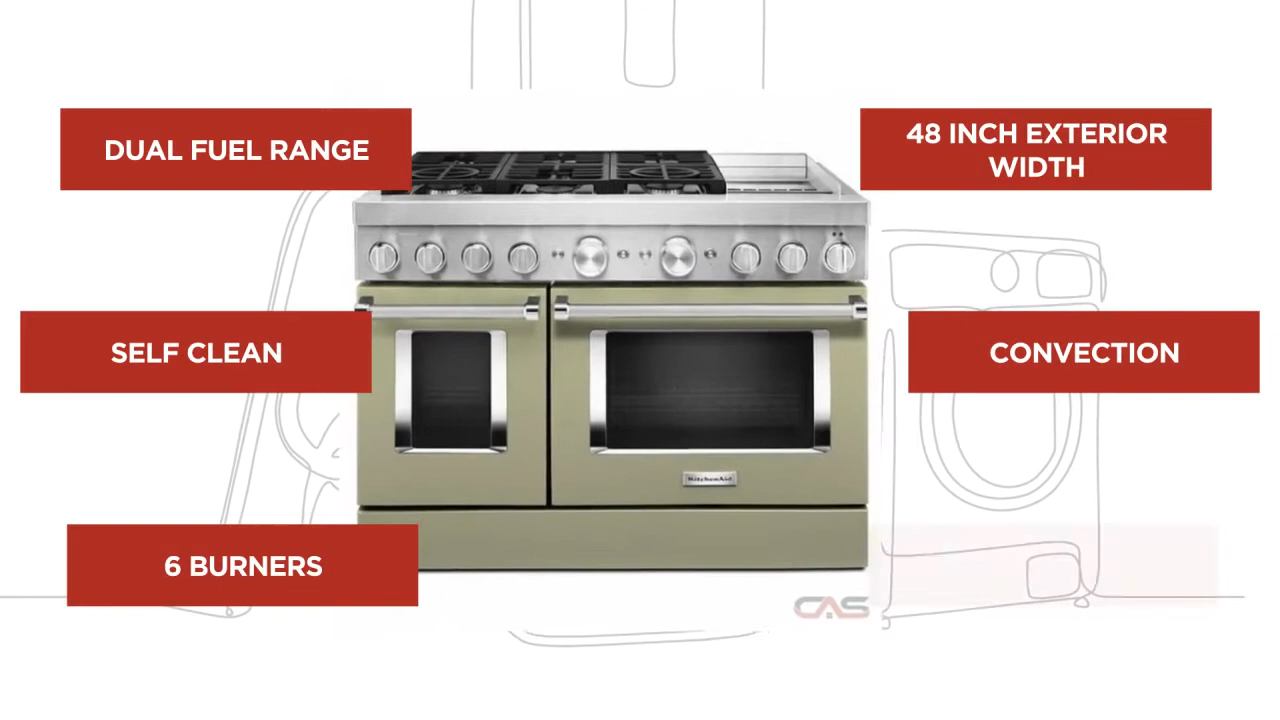 DUAL FUEL RANGE
48 INCH EXTERIOR
WIDTH
SELF CLEAN
CONVECTION
KitchenAid
6 BURNERS
CAS